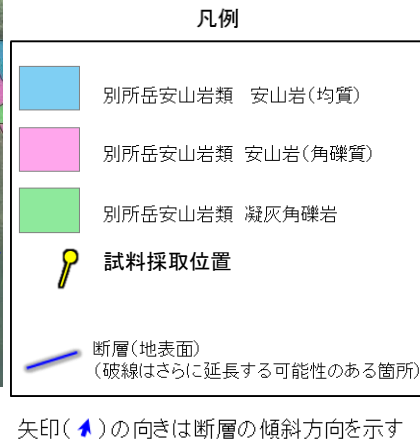 凡例
別所岳安山岩類 安山岩(均質)
別所岳安山岩類 安山岩(角礫質)
別所岳安山岩類 凝灰角礫岩
試料採取位置
断層(地表面)
(破線はさらに延長する可能性のある箇所)
矢印( )の向きは断層の傾斜方向を示す